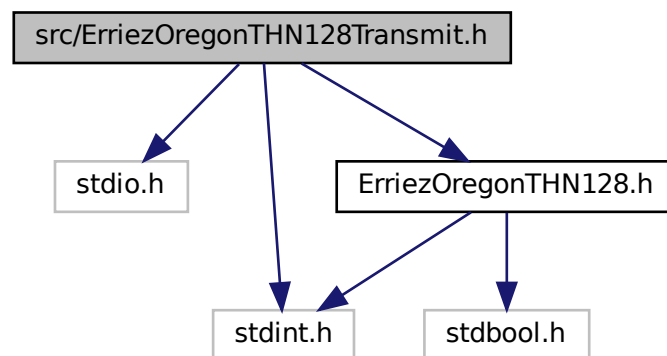 src/ErriezOregonTHN128Transmit.h
stdio.h
ErriezOregonTHN128.h
stdint.h
stdbool.h